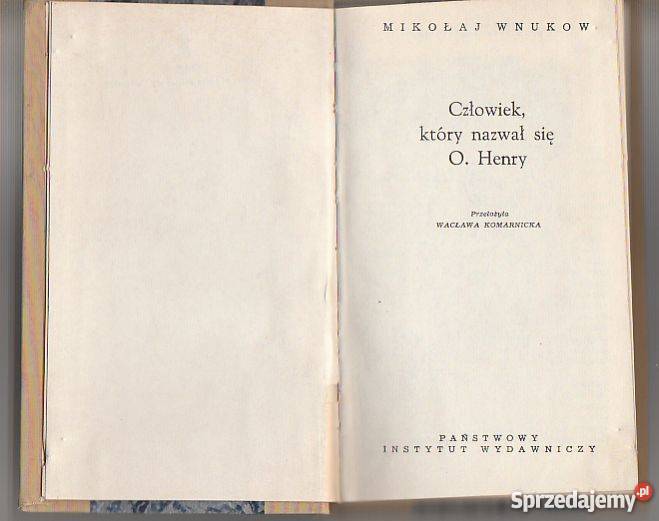 MIKOŁAJ WNUKOW
Człowiek,
który nazwał się
O. Henry
Przełożyła
WACŁAWA KOMARNICKA
PAŃSTWOWY
INSTYTUT WYDAWNICZY
Sprzedajemy.pl